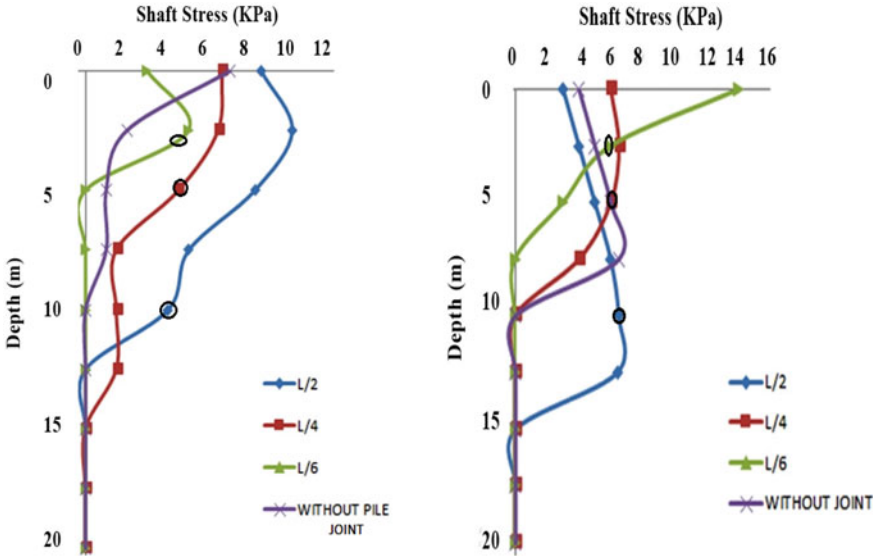 Shaft Stress (KPa)
0 2 4 6 8 10 12
0
5
10
15
20
Depth (m)
L/2
L/4
L/6
WITHOUT PILE
JOINT
Shaft Stress (KPa)
0 2 4 6 8 10 12 14 16
0
5
10
15
20
Depth (m)
L/2
L/4
L/6
WITHOUT JOINT